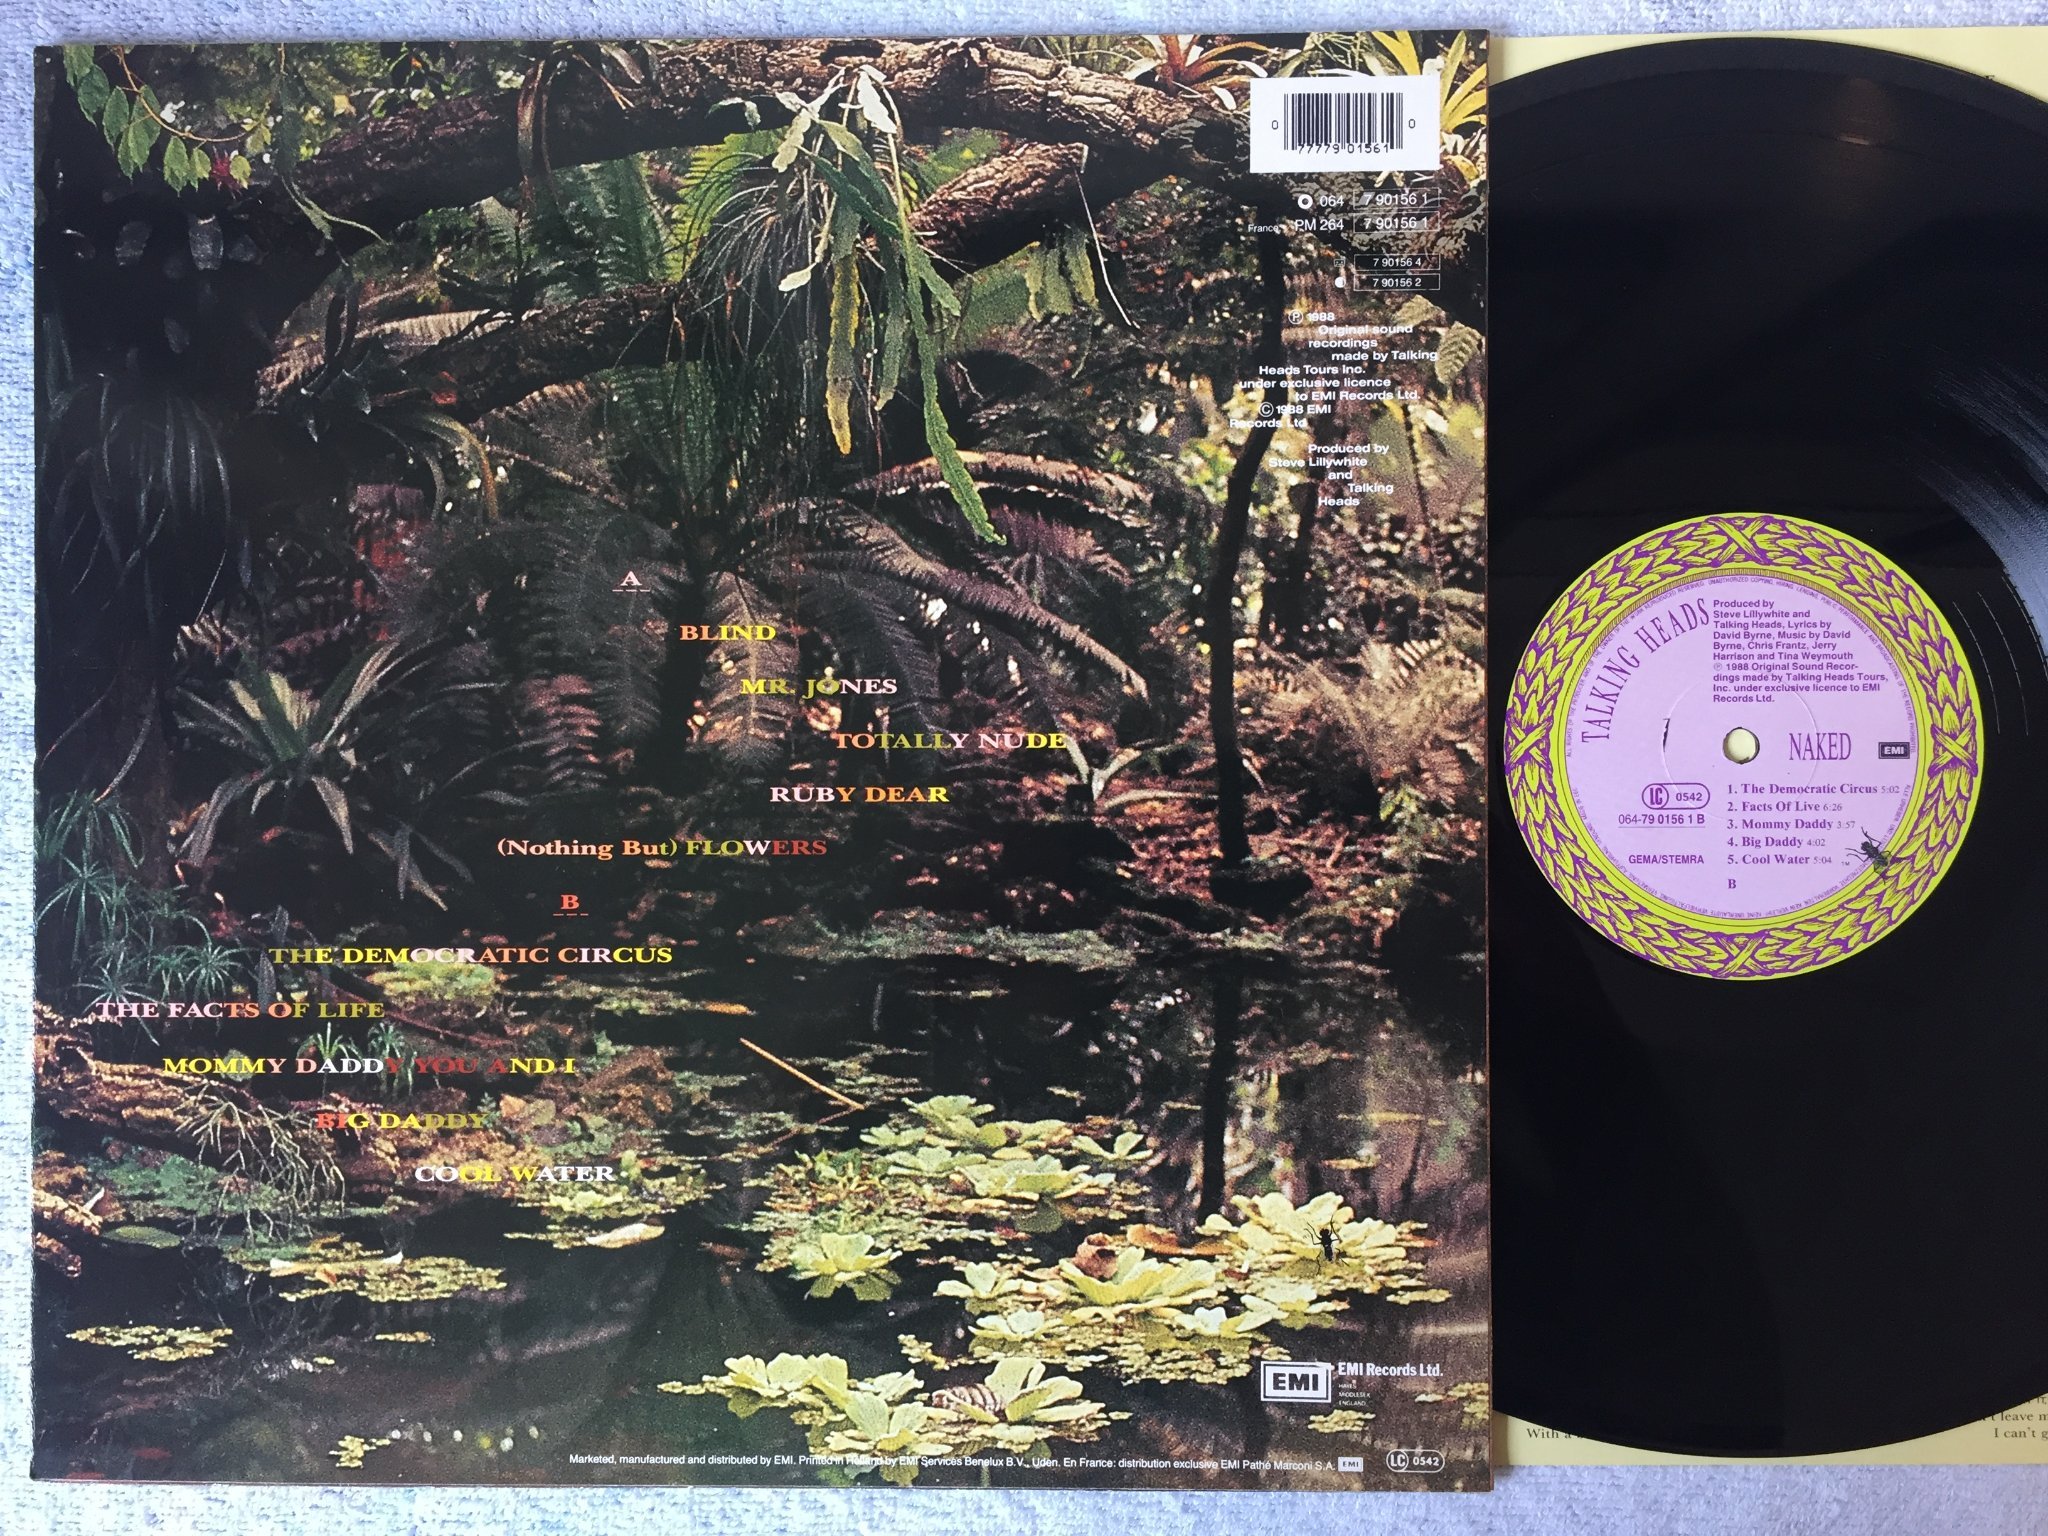 0 77779 01561 0
064 7 90156 1
France PM 264 7 90156 1
7 90156 4
7 90156 2
Ⓟ 1988
Original sound
recordings
made by Talking
Heads Tours Inc.
under exclusive licence
to EMI Records Ltd.
© 1988 EMI
Records Ltd
Produced by
Steve Lillywhite
and
Talking
Heads
A
BLIND
MR. JONES
TOTALLY NUDE
RUBY DEAR
(Nothing But) FLOWERS
B
THE DEMOCRATIC CIRCUS
THE FACTS OF LIFE
MOMMY DADDY YOU AND I
BIG DADDY
COOL WATER
EMI
EMI Records Ltd.
HAYES
MIDDLESEX
ENGLAND
Marketed, manufactured and distributed by EMI. Printed in Holland by EMI Services Benelux B.V., Uden. En France: distribution exclusive EMI Pathé Marconi S.A. EMI
LC 0542
TALKING HEADS
Produced by
Steve Lillywhite and
Talking Heads, Lyrics by
David Byrne, Music by David
Byrne, Chris Frantz, Jerry
Harrison and Tina Weymouth
Ⓟ 1988 Original Sound Recor-
dings made by Talking Heads Tours,
Inc. under exclusive licence to EMI
Records Ltd.
NAKED
EMI
LC 0542
064-79 0156 1 B
GEMA/STEMRA
1. The Democratic Circus 5:02
2. Facts Of Live 6:26
3. Mommy Daddy 3:57
4. Big Daddy 4:02
5. Cool Water 5:04
B
leave
With a
I can't